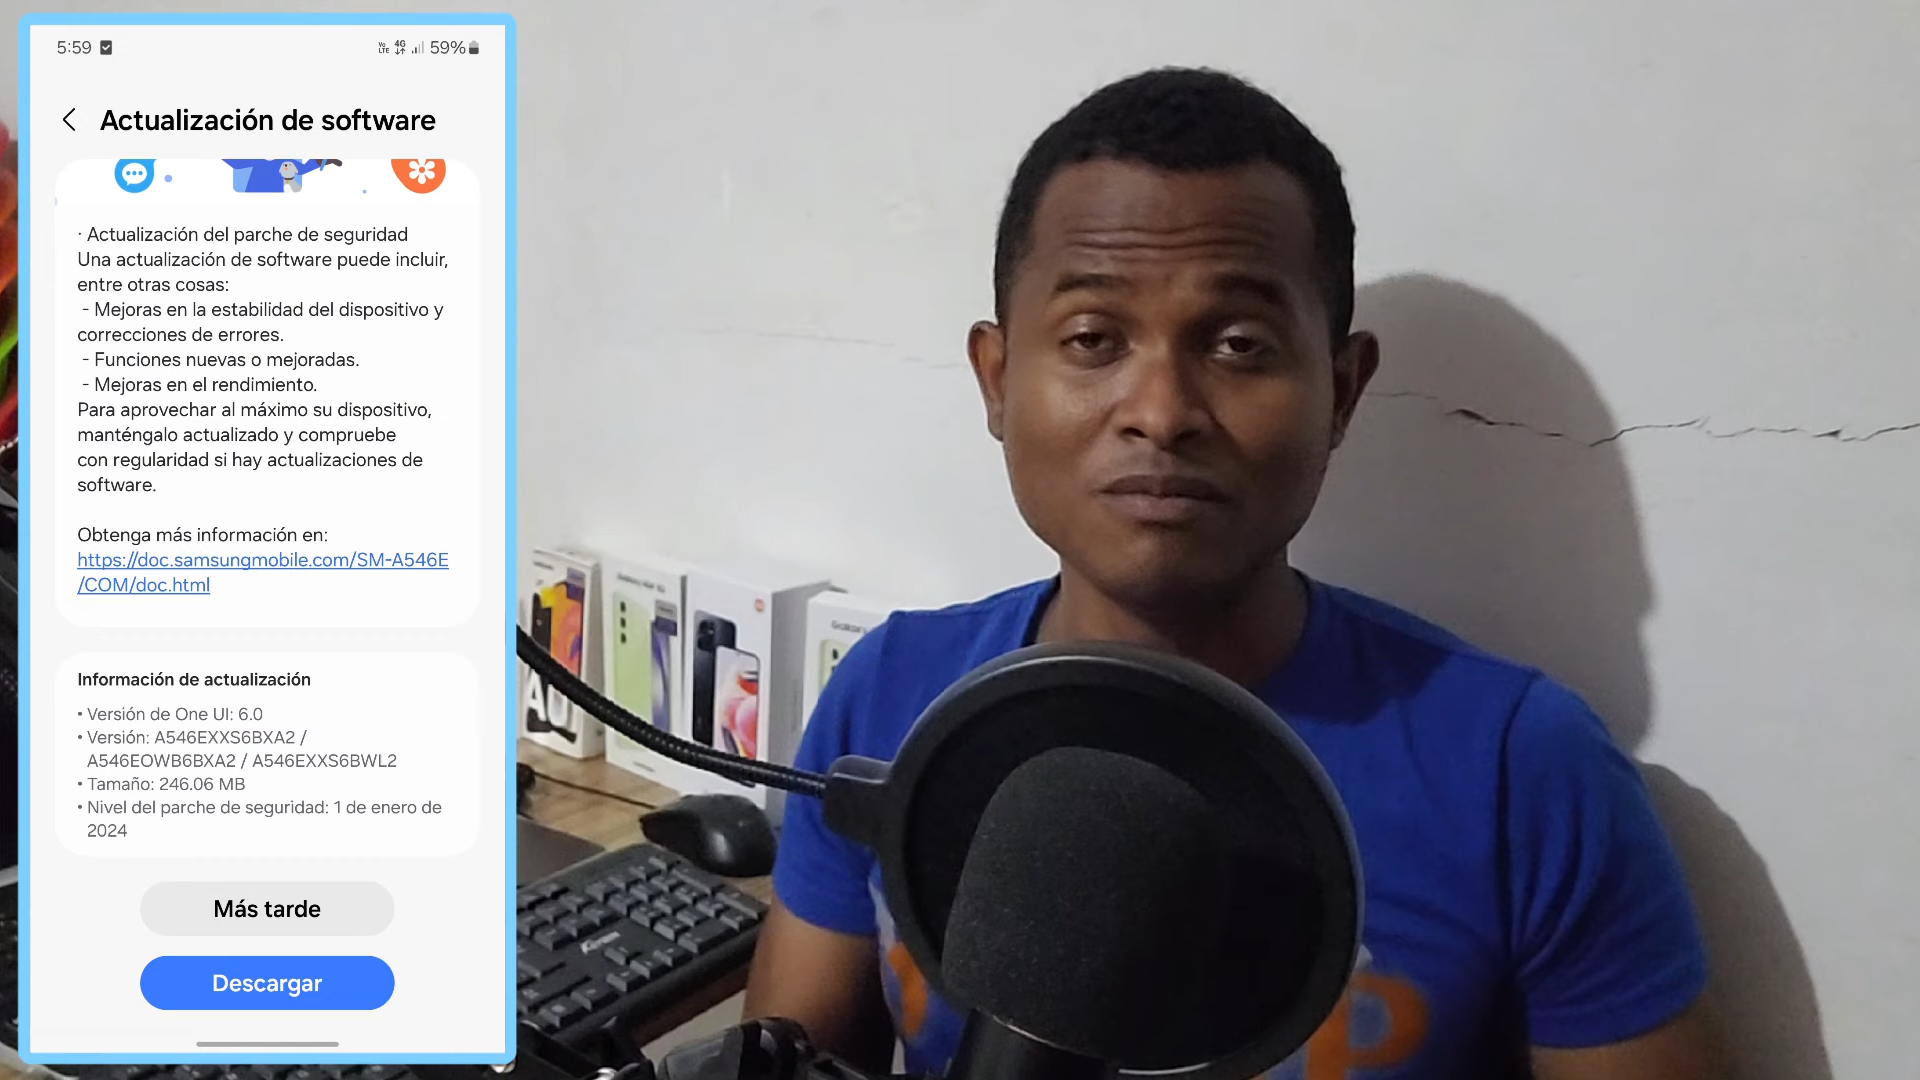 5:59
Vo LTE 4G 59%
Actualización de software
· Actualización del parche de seguridad
Una actualización de software puede incluir,
entre otras cosas:
- Mejoras en la estabilidad del dispositivo y
correcciones de errores.
- Funciones nuevas o mejoradas.
- Mejoras en el rendimiento.
Para aprovechar al máximo su dispositivo,
manténgalo actualizado y compruebe
con regularidad si hay actualizaciones de
software.
Obtenga más información en:
https://doc.samsungmobile.com/SM-A546E
/COM/doc.html
Información de actualización
• Versión de One UI: 6.0
• Versión: A546EXXS6BXA2 /
A546EOWB6BXA2 / A546EXXS6BWL2
• Tamaño: 246.06 MB
• Nivel del parche de seguridad: 1 de enero de
2024
Más tarde
Descargar